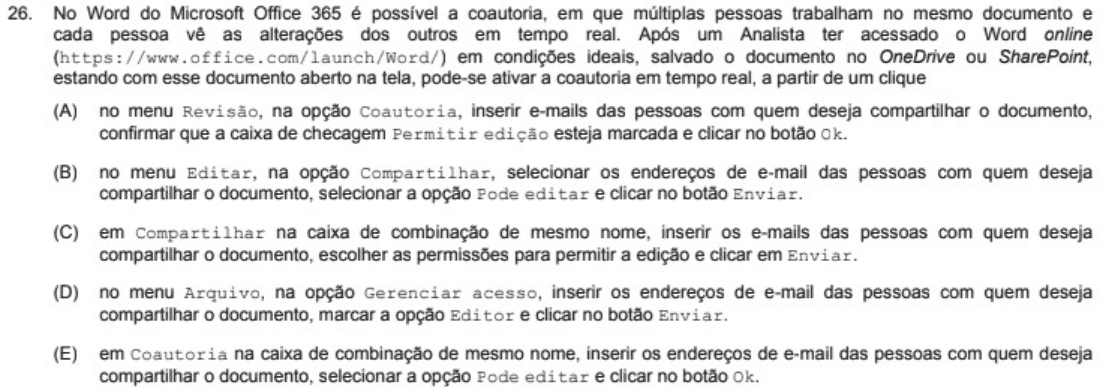 26. No Word do Microsoft Office 365 é possível a coautoria, em que múltiplas pessoas trabalham no mesmo documento e
cada pessoa vê as alterações dos outros em tempo real. Após um Analista ter acessado o Word online
(https://www.office.com/launch/Word/) em condições ideais, salvado o documento no OneDrive ou SharePoint,
estando com esse documento aberto na tela, pode-se ativar a coautoria em tempo real, a partir de um clique
(A) no menu Revisão, na opção Coautoria, inserir e-mails das pessoas com quem deseja compartilhar o documento,
confirmar que a caixa de checagem Permitir edição esteja marcada e clicar no botão Ok.
(B) no menu Editar, na opção Compartilhar, selecionar os endereços de e-mail das pessoas com quem deseja
compartilhar o documento, selecionar a opção Pode editar e clicar no botão Enviar.
(C) em Compartilhar na caixa de combinação de mesmo nome, inserir os e-mails das pessoas com quem deseja
compartilhar o documento, escolher as permissões para permitir a edição e clicar em Enviar.
(D) no menu Arquivo, na opção Gerenciar acesso, inserir os endereços de e-mail das pessoas com quem deseja
compartilhar o documento, marcar a opção Editor e clicar no botão Enviar.
(E) em Coautoria na caixa de combinação de mesmo nome, inserir os endereços de e-mail das pessoas com quem deseja
compartilhar o documento, selecionar a opção Pode editar e clicar no botão Ok.